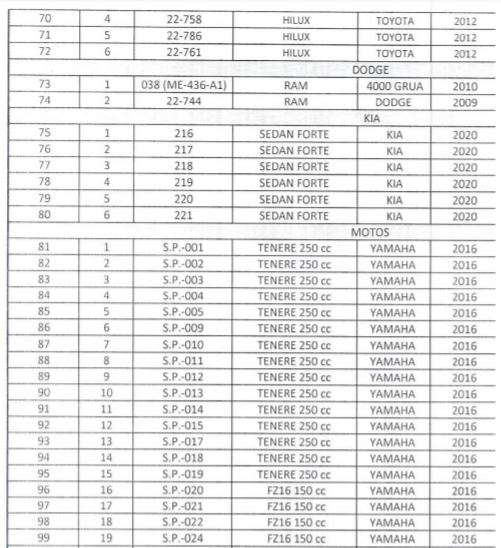 70 4 22-758 HILUX TOYOTA 2012
71 5 22-786 HILUX TOYOTA 2012
72 6 22-761 HILUX TOYOTA 2012
DODGE
73 1 038 (ME-436-A1) RAM 4000 GRUA 2010
74 2 22-744 RAM DODGE 2009
KIA
75 1 216 SEDAN FORTE KIA 2020
76 2 217 SEDAN FORTE KIA 2020
77 3 218 SEDAN FORTE KIA 2020
78 4 219 SEDAN FORTE KIA 2020
79 5 220 SEDAN FORTE KIA 2020
80 6 221 SEDAN FORTE KIA 2020
MOTOS
81 1 S.P.-001 TENERE 250 cc YAMAHA 2016
82 2 S.P.-002 TENERE 250 cc YAMAHA 2016
83 3 S.P.-003 TENERE 250 cc YAMAHA 2016
84 4 S.P.-004 TENERE 250 cc YAMAHA 2016
85 5 S.P.-005 TENERE 250 cc YAMAHA 2016
86 6 S.P.-009 TENERE 250 cc YAMAHA 2016
87 7 S.P.-010 TENERE 250 cc YAMAHA 2016
88 8 S.P.-011 TENERE 250 cc YAMAHA 2016
89 9 S.P.-012 TENERE 250 cc YAMAHA 2016
90 10 S.P.-013 TENERE 250 cc YAMAHA 2016
91 11 S.P.-014 TENERE 250 cc YAMAHA 2016
92 12 S.P.-015 TENERE 250 cc YAMAHA 2016
93 13 S.P.-017 TENERE 250 cc YAMAHA 2016
94 14 S.P.-018 TENERE 250 cc YAMAHA 2016
95 15 S.P.-019 TENERE 250 cc YAMAHA 2016
96 16 S.P.-020 FZ16 150 cc YAMAHA 2016
97 17 S.P.-021 FZ16 150 cc YAMAHA 2016
98 18 S.P.-022 FZ16 150 cc YAMAHA 2016
99 19 S.P.-024 FZ16 150 cc YAMAHA 2016